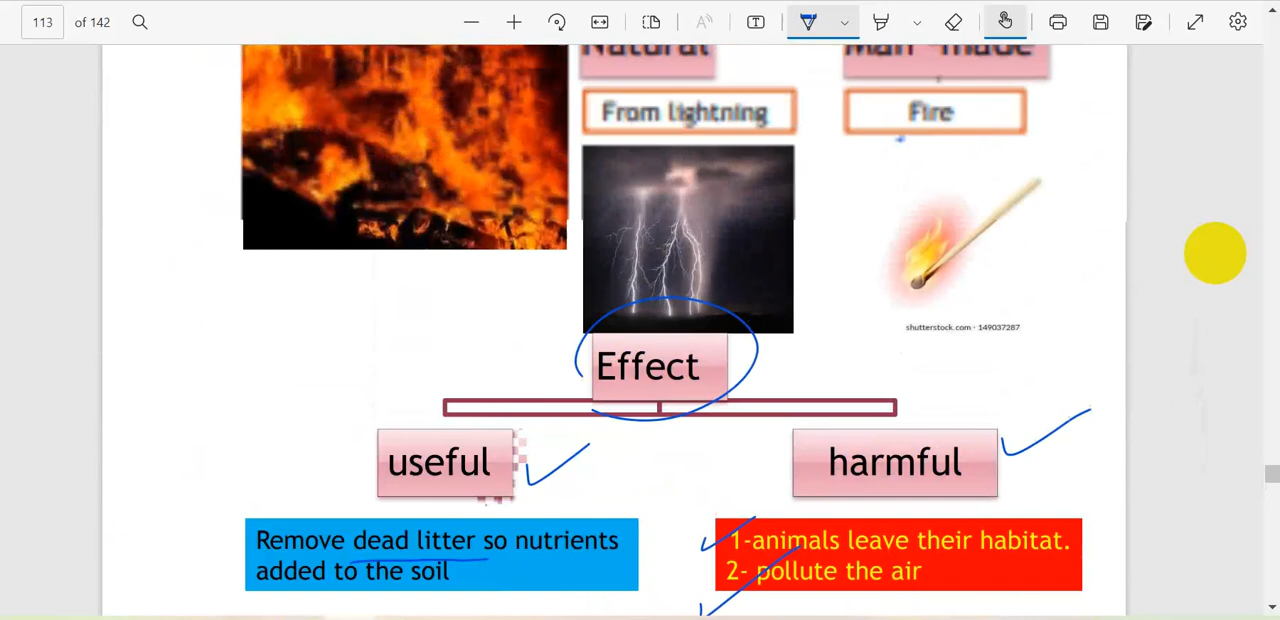 113 of 142
Natural
Man-made
From lightning
Fire
shutterstock.com · 149037287
Effect
useful
harmful
Remove dead litter so nutrients
added to the soil
1-animals leave their habitat.
2- pollute the air